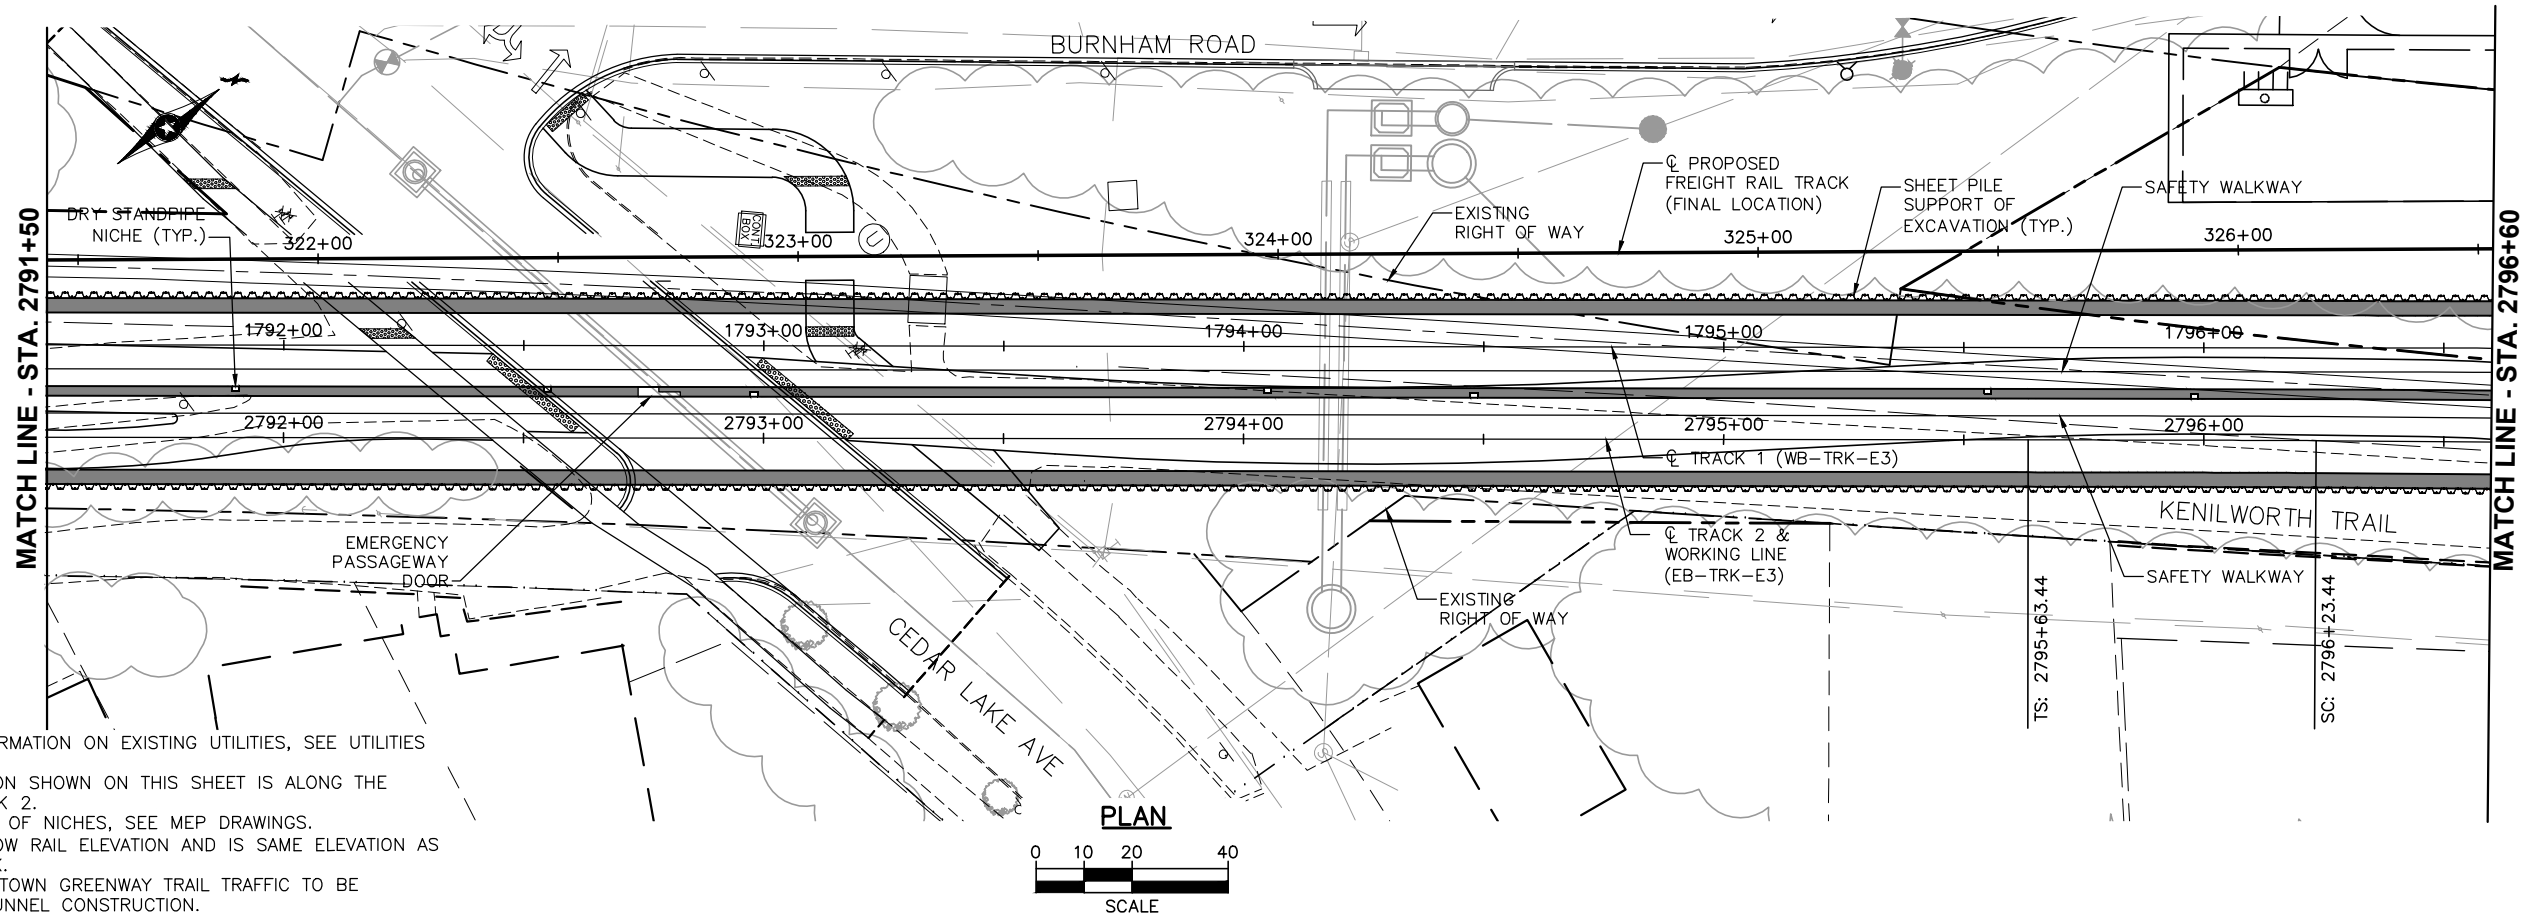 BURNHAM ROAD
℄ PROPOSED
FREIGHT RAIL TRACK
(FINAL LOCATION)
SHEET PILE
SUPPORT OF
EXCAVATION (TYP.)
SAFETY WALKWAY
EXISTING
RIGHT OF WAY
DRY STANDPIPE
NICHE (TYP.)
CONT
BOX
U
322+00
323+00
324+00
325+00
326+00
MATCH LINE - STA. 2791+50
MATCH LINE - STA. 2796+60
1792+00
1793+00
1794+00
1795+00
1796+00
2792+00
2793+00
2794+00
2795+00
2796+00
℄ TRACK 1 (WB-TRK-E3)
KENILWORTH TRAIL
EMERGENCY
PASSAGEWAY
DOOR
℄ TRACK 2 &
WORKING LINE
(EB-TRK-E3)
SAFETY WALKWAY
EXISTING
RIGHT OF WAY
TS: 2795+63.44
SC: 2796+23.44
CEDAR LAKE AVE
RMATION ON EXISTING UTILITIES, SEE UTILITIES
ON SHOWN ON THIS SHEET IS ALONG THE
K 2.
OF NICHES, SEE MEP DRAWINGS.
OW RAIL ELEVATION AND IS SAME ELEVATION AS
TOWN GREENWAY TRAIL TRAFFIC TO BE
UNNEL CONSTRUCTION.
PLAN
0 10 20 40
SCALE